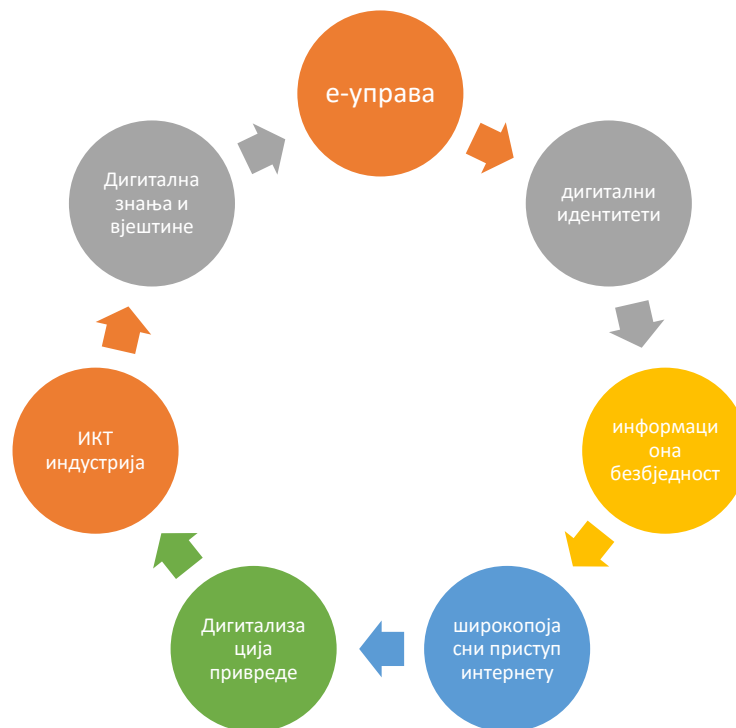 е-управа
дигитални
идентитети
информаци
она
безбједност
широкопоја
сни приступ
интернету
Дигитализа
ција
привреде
ИКТ
индустрија
Дигитална
знања и
вјештине